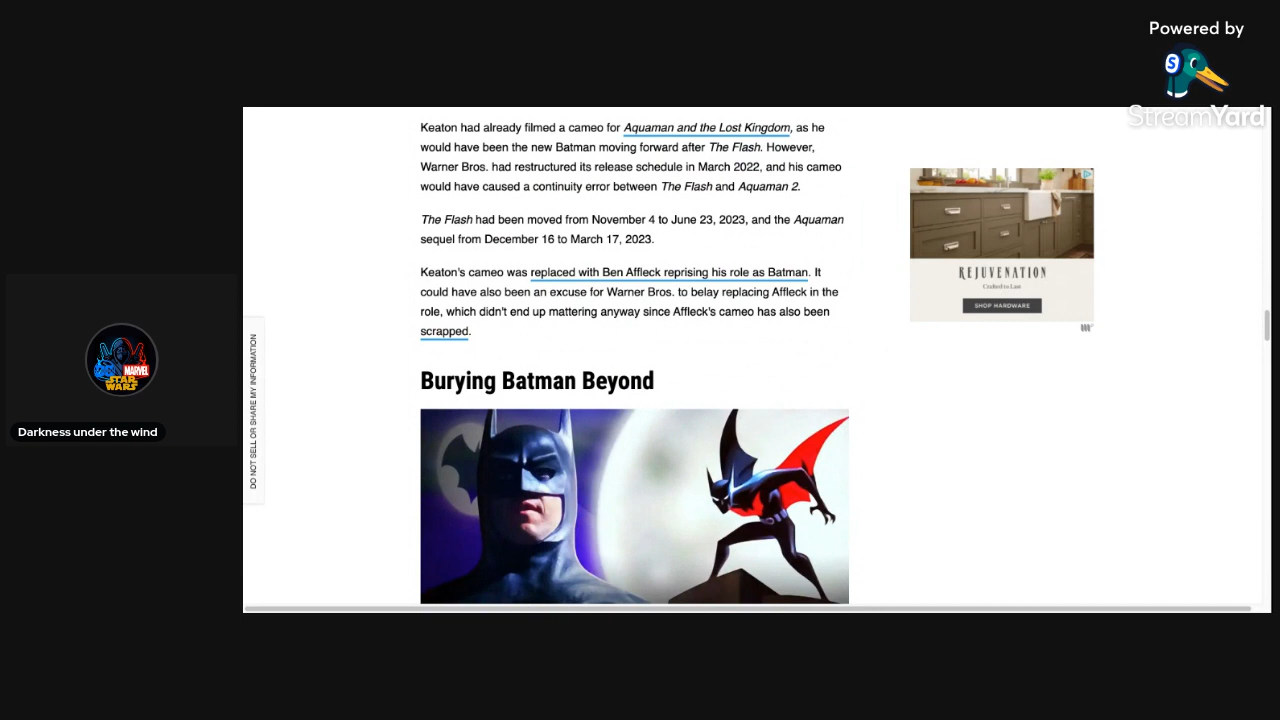 Powered by
S
StreamYard
Keaton had already filmed a cameo for Aquaman and the Lost Kingdom, as he
would have been the new Batman moving forward after The Flash. However,
Warner Bros. had restructured its release schedule in March 2022, and his cameo
would have caused a continuity error between The Flash and Aquaman 2.
The Flash had been moved from November 4 to June 23, 2023, and the Aquaman
sequel from December 16 to March 17, 2023.
Keaton's cameo was replaced with Ben Affleck reprising his role as Batman. It
could have also been an excuse for Warner Bros. to belay replacing Affleck in the
role, which didn't end up mattering anyway since Affleck's cameo has also been
scrapped.
Burying Batman Beyond
REJUVENATION
Crafted to Last
SHOP HARDWARE
DO NOT SELL OR SHARE MY INFORMATION
DC
MARVEL
STAR
WARS
Darkness under the wind